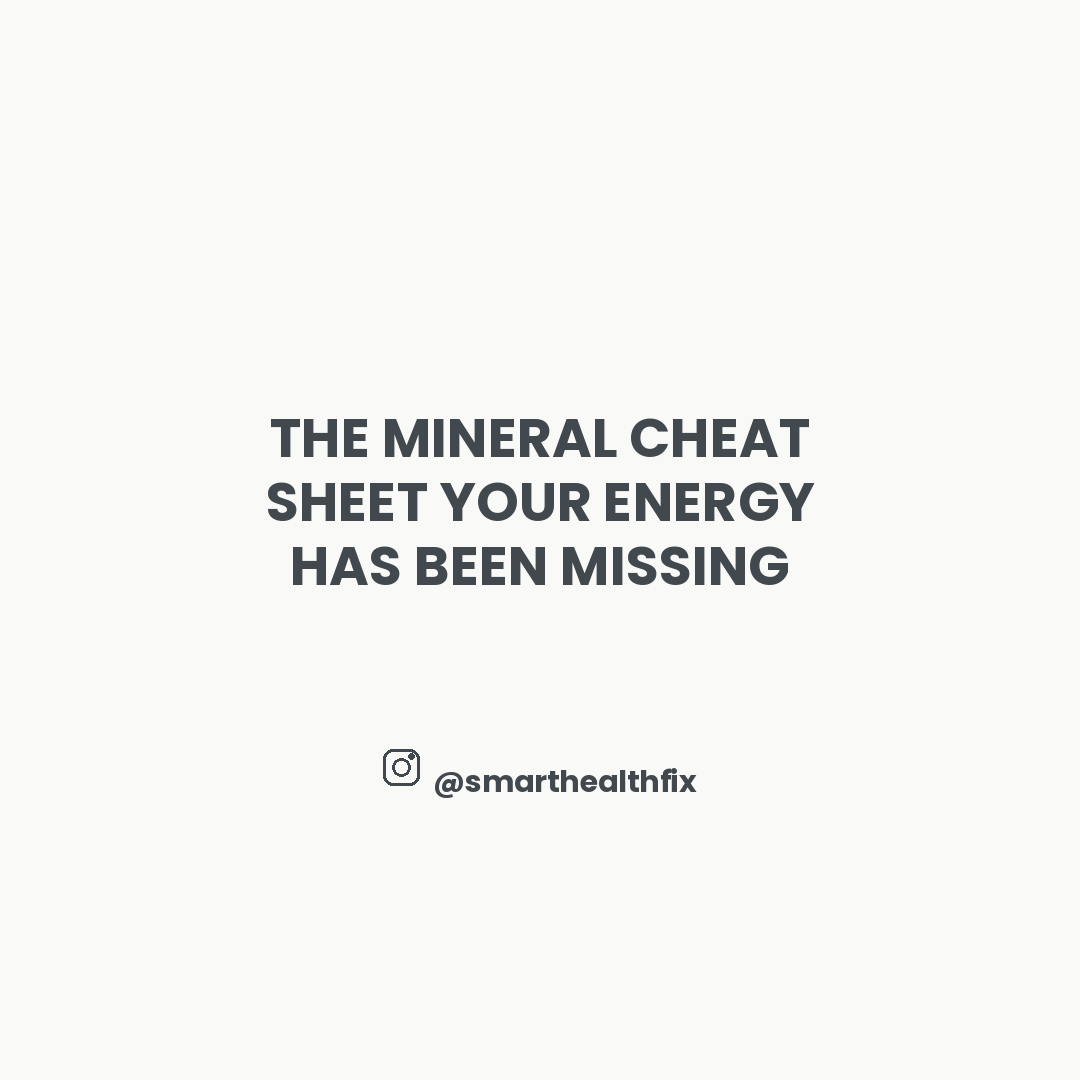 THE MINERAL CHEAT
SHEET YOUR ENERGY
HAS BEEN MISSING
@smarthealthfix